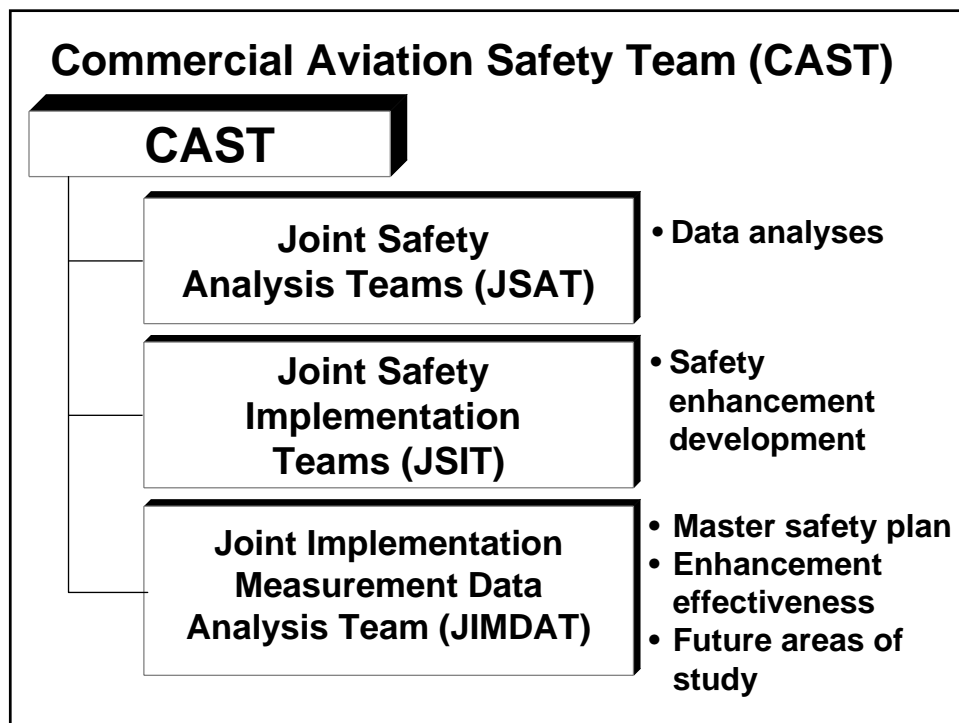 Commercial Aviation Safety Team (CAST)
CAST
Joint Safety
Analysis Teams (JSAT)
• Data analyses
Joint Safety
Implementation
Teams (JSIT)
• Safety
enhancement
development
Joint Implementation
Measurement Data
Analysis Team (JIMDAT)
• Master safety plan
• Enhancement
effectiveness
• Future areas of
study